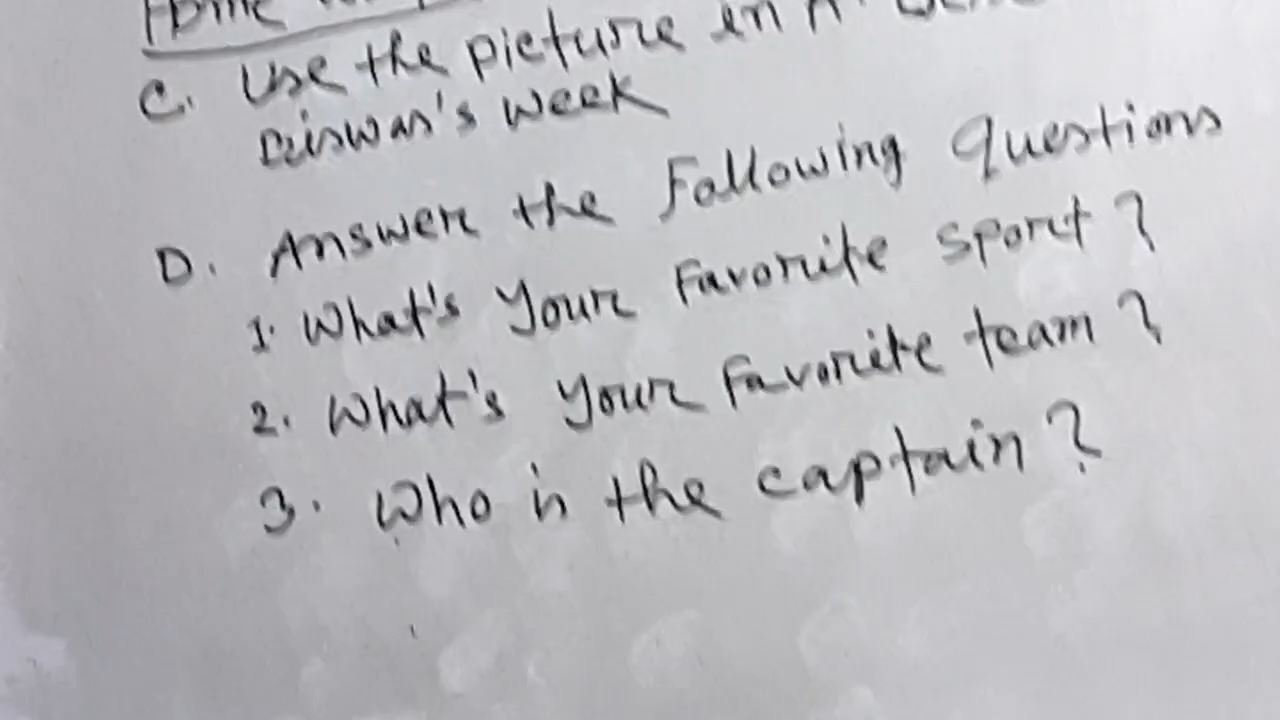 Home
C. Use the picture in A.
Biswas's week
D. Answer the Following Questions
1. What's your Favorite sport?
2. What's your Favorite team?
3. Who is the captain?